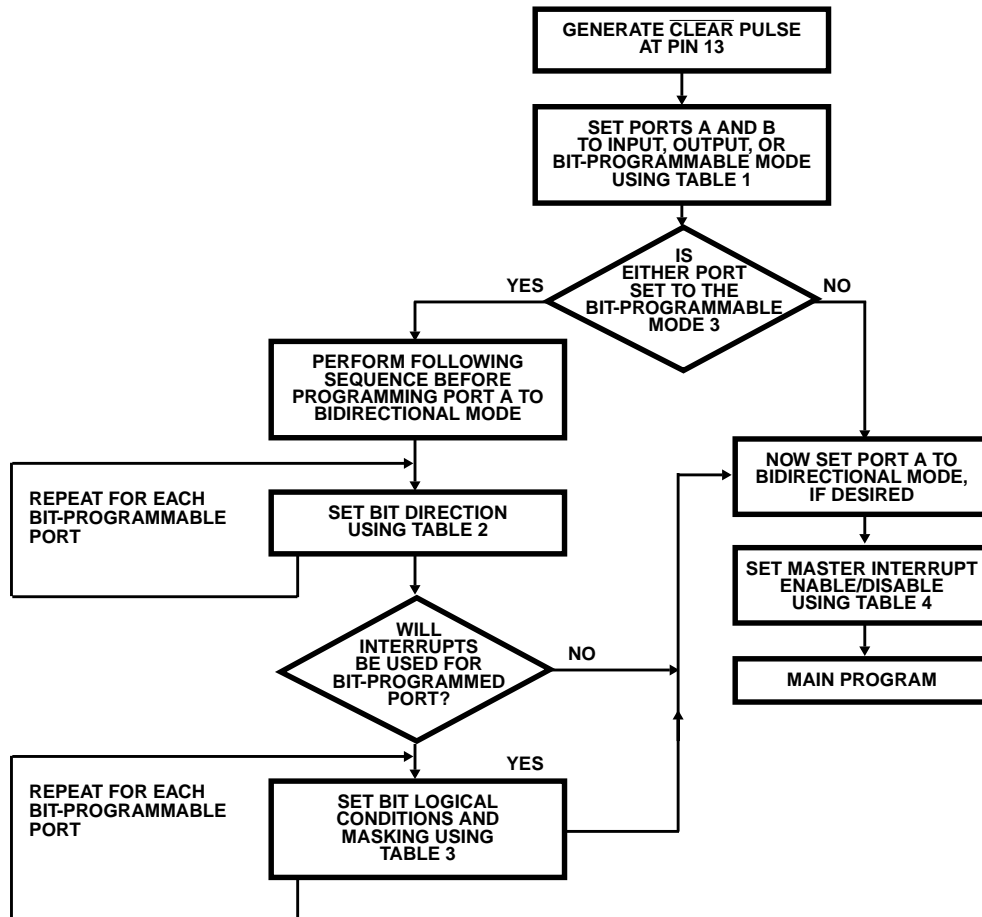 GENERATE CLEAR PULSE
AT PIN 13
SET PORTS A AND B
TO INPUT, OUTPUT, OR
BIT-PROGRAMMABLE MODE
USING TABLE 1
IS
EITHER PORT
SET TO THE
BIT-PROGRAMMABLE
MODE 3
YES
NO
PERFORM FOLLOWING
SEQUENCE BEFORE
PROGRAMMING PORT A TO
BIDIRECTIONAL MODE
REPEAT FOR EACH
BIT-PROGRAMMABLE
PORT
SET BIT DIRECTION
USING TABLE 2
WILL
INTERRUPTS
BE USED FOR
BIT-PROGRAMMED
PORT?
NO
YES
REPEAT FOR EACH
BIT-PROGRAMMABLE
PORT
SET BIT LOGICAL
CONDITIONS AND
MASKING USING
TABLE 3
NOW SET PORT A TO
BIDIRECTIONAL MODE,
IF DESIRED
SET MASTER INTERRUPT
ENABLE/DISABLE
USING TABLE 4
MAIN PROGRAM